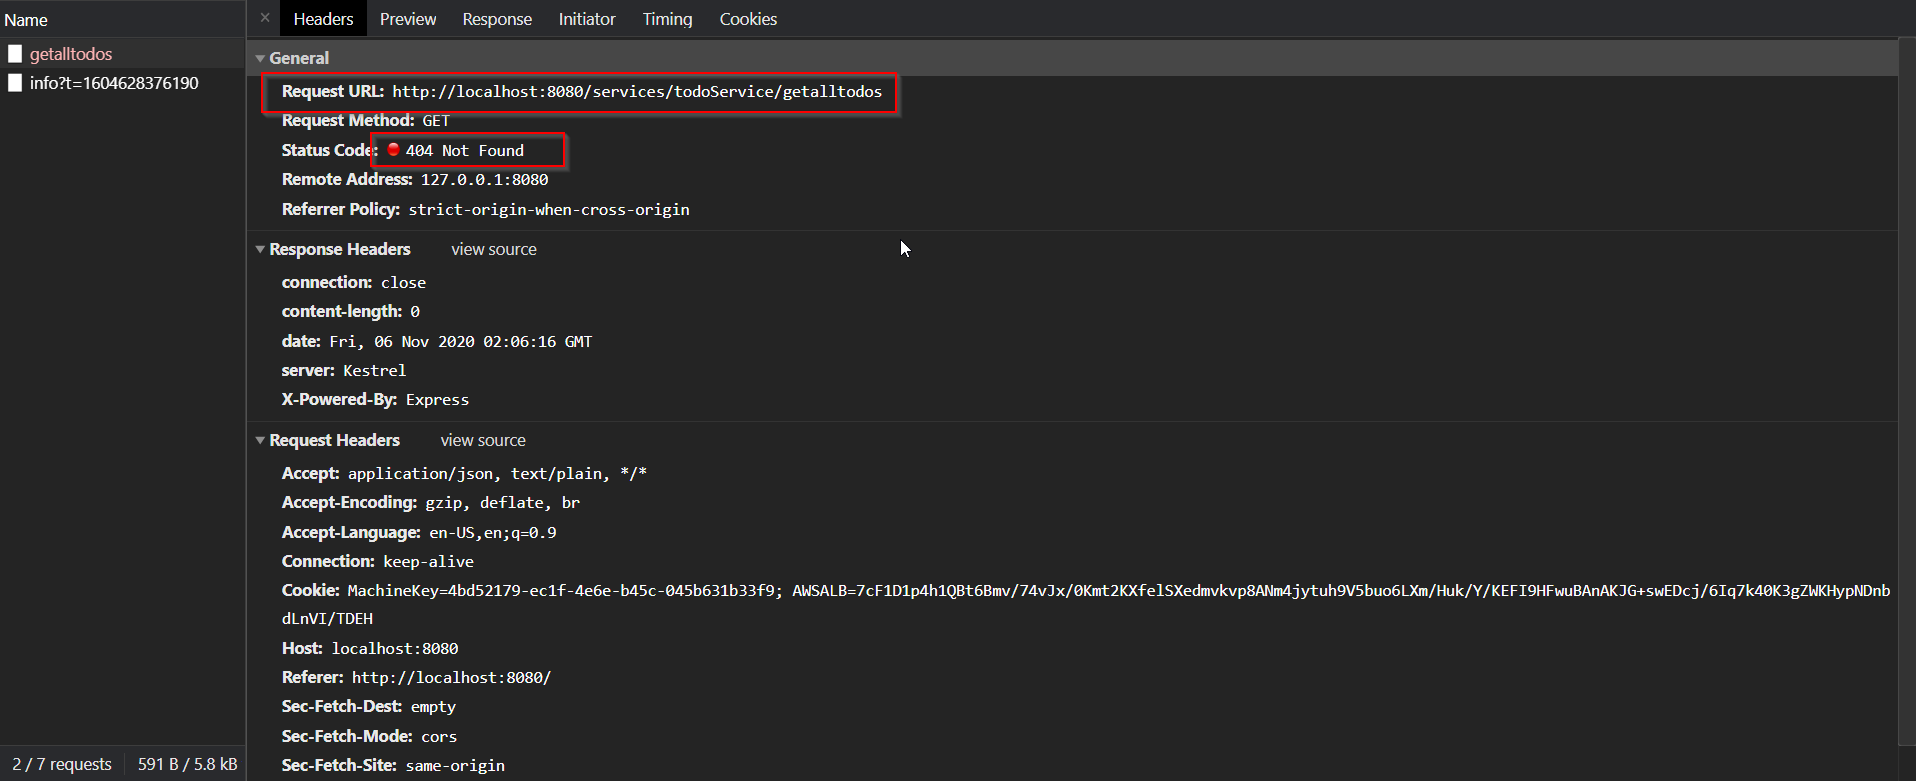 Name
getalltodos
info?t=1604628376190
2 / 7 requests 591 B / 5.8 kB
× Headers Preview Response Initiator Timing Cookies
General
Request URL: http://localhost:8080/services/todoService/getalltodos
Request Method: GET
Status Code: 404 Not Found
Remote Address: 127.0.0.1:8080
Referrer Policy: strict-origin-when-cross-origin
Response Headers view source
connection: close
content-length: 0
date: Fri, 06 Nov 2020 02:06:16 GMT
server: Kestrel
X-Powered-By: Express
Request Headers view source
Accept: application/json, text/plain, */*
Accept-Encoding: gzip, deflate, br
Accept-Language: en-US,en;q=0.9
Connection: keep-alive
Cookie: MachineKey=4bd52179-ec1f-4e6e-b45c-045b631b33f9; AWSALB=7cF1D1p4h1QBt6Bmv/74vJx/0Kmt2KXfelSXedmvkvp8ANm4jytuh9V5buo6LXm/Huk/Y/KEFI9HFwuBAnAKJG+swEDcj/6Iq7k40K3gZWKHypNDnb
dLnVI/TDEH
Host: localhost:8080
Referer: http://localhost:8080/
Sec-Fetch-Dest: empty
Sec-Fetch-Mode: cors
Sec-Fetch-Site: same-origin